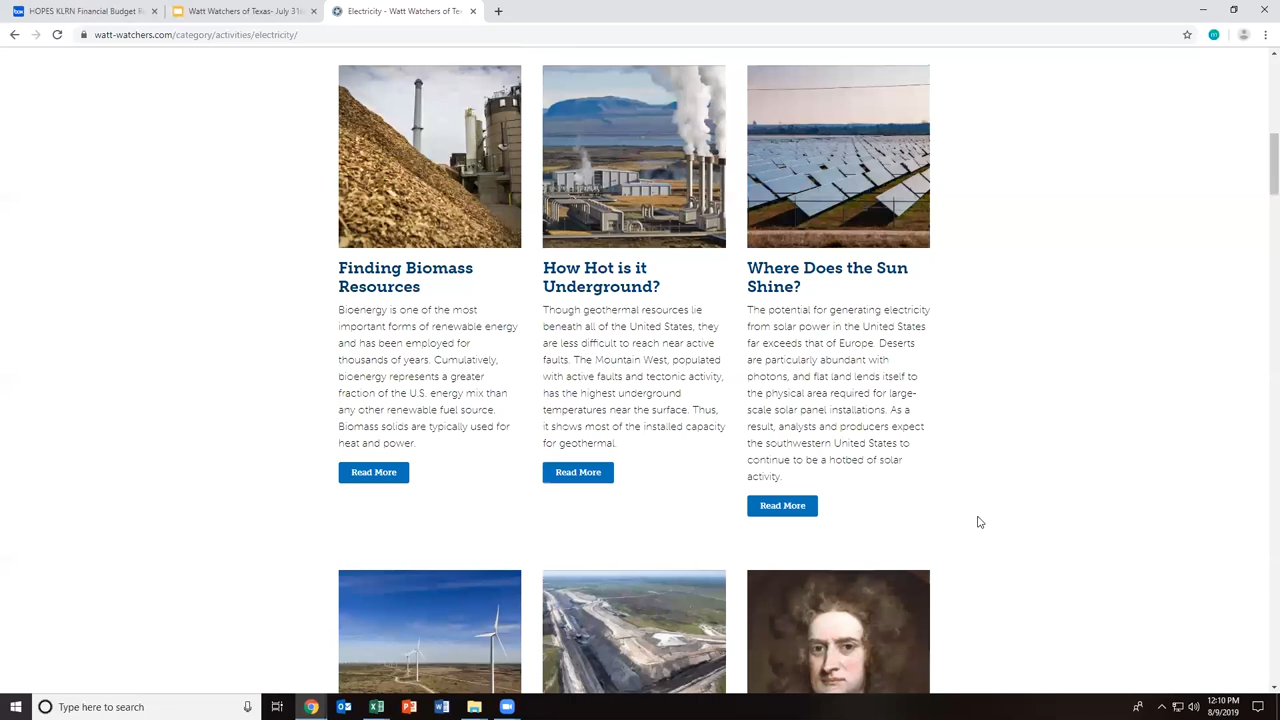 HOPES KLRN Financial Budget R
Watt Watchers of Texas- July 31s
Electricity - Watt Watchers of Te
watt-watchers.com/category/activities/electricity/
Finding Biomass
Resources
Bioenergy is one of the most
important forms of renewable energy
and has been employed for
thousands of years. Cumulatively,
bioenergy represents a greater
fraction of the U.S. energy mix than
any other renewable fuel source.
Biomass solids are typically used for
heat and power.
Read More
How Hot is it
Underground?
Though geothermal resources lie
beneath all of the United States, they
are less difficult to reach near active
faults. The Mountain West, populated
with active faults and tectonic activity,
has the highest underground
temperatures near the surface. Thus,
it shows most of the installed capacity
for geothermal.
Read More
Where Does the Sun
Shine?
The potential for generating electricity
from solar power in the United States
far exceeds that of Europe. Deserts
are particularly abundant with
photons, and flat land lends itself to
the physical area required for large-
scale solar panel installations. As a
result, analysts and producers expect
the southwestern United States to
continue to be a hotbed of solar
activity.
Read More
Type here to search
12:10 PM
8/9/2019